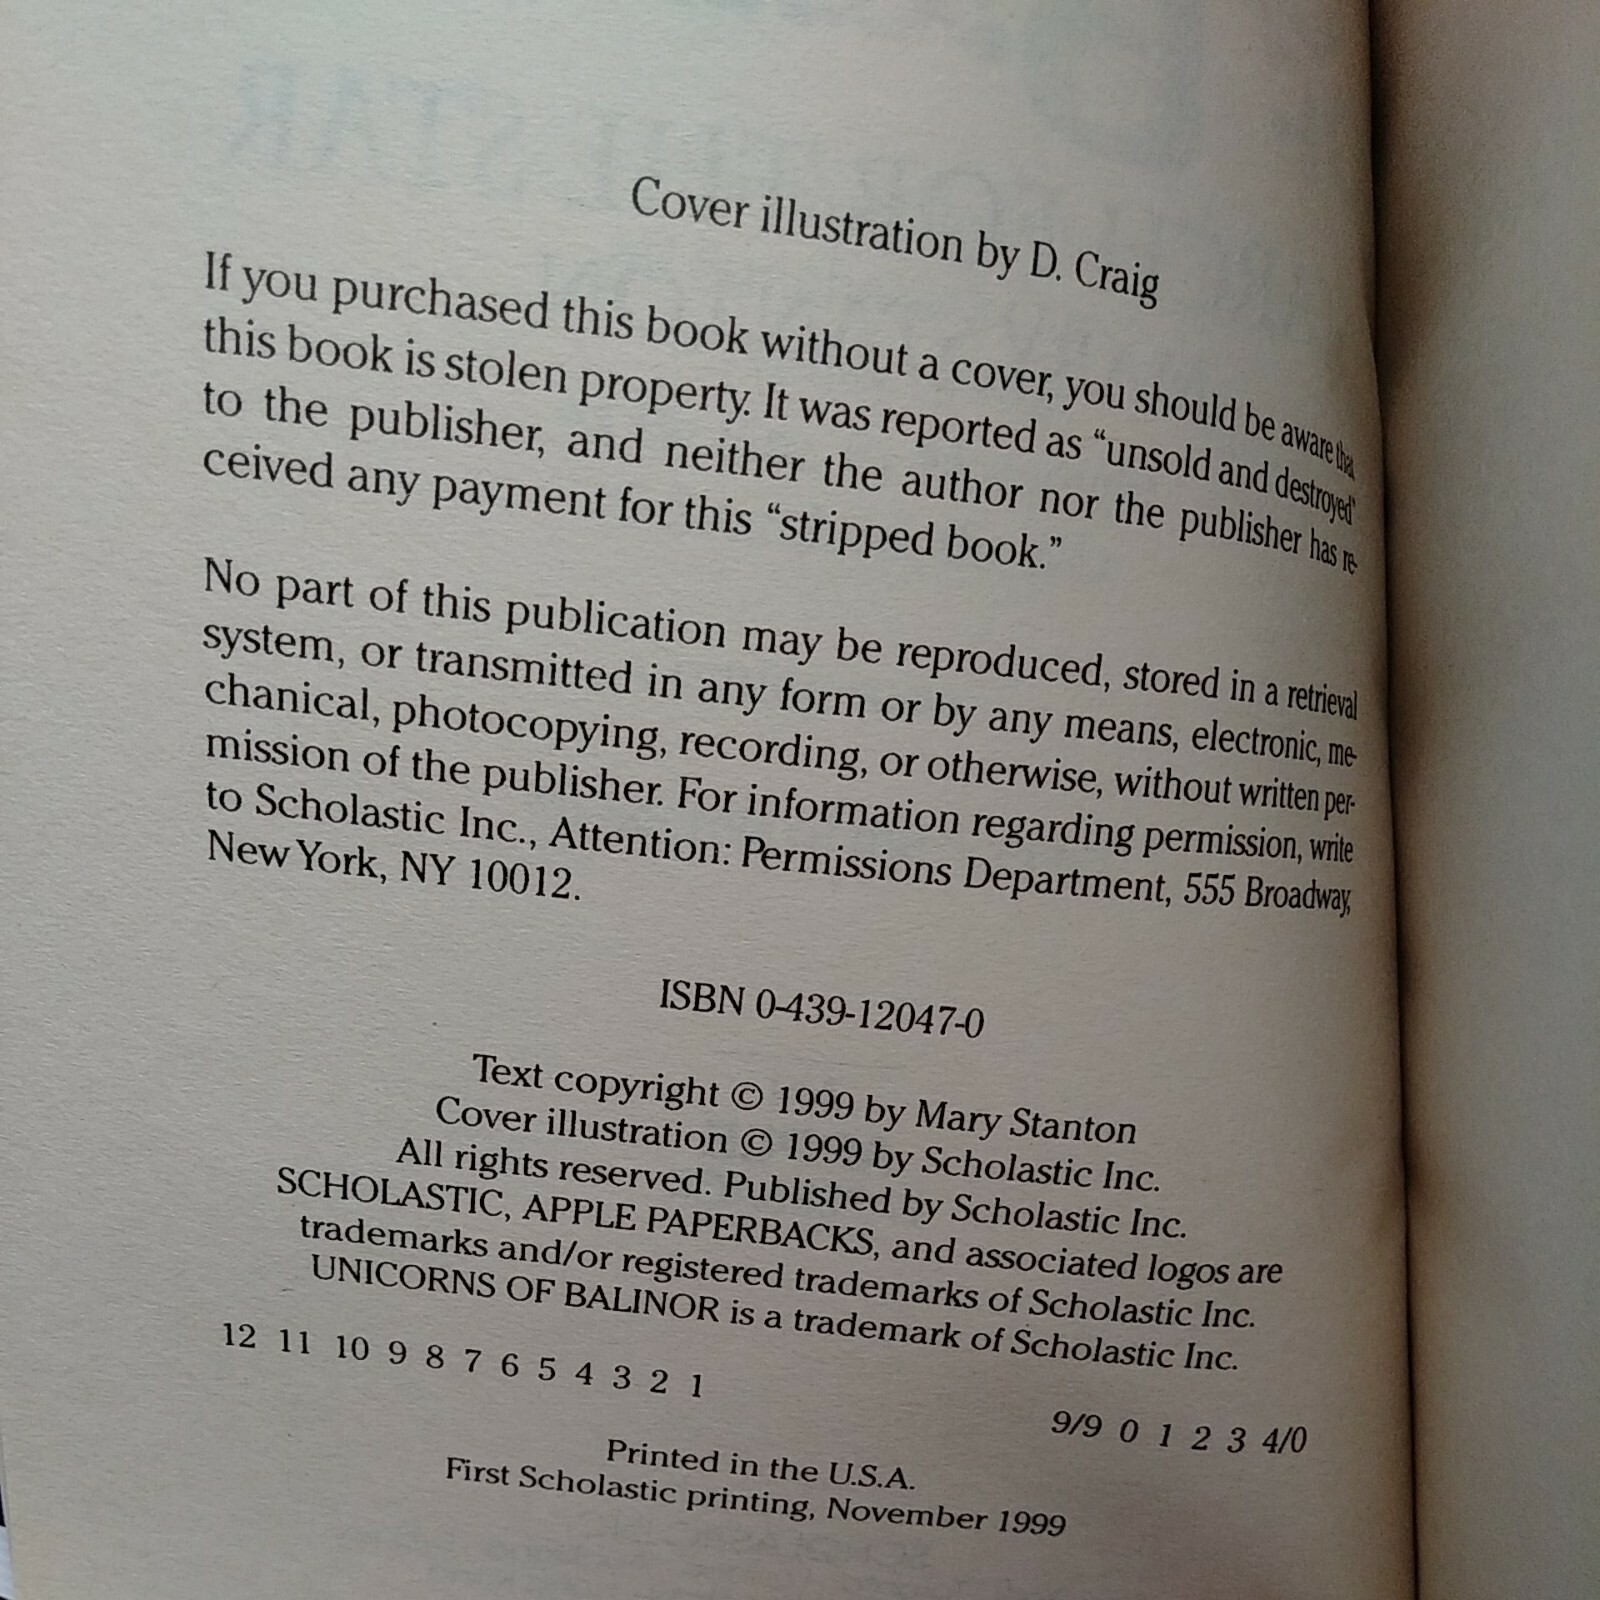 Cover illustration by D. Craig
If you purchased this book without a cover, you should be aware that
this book is stolen property. It was reported as “unsold and destroyed”
to the publisher, and neither the author nor the publisher has re-
ceived any payment for this “stripped book.”
No part of this publication may be reproduced, stored in a retrieval
system, or transmitted in any form or by any means, electronic, me-
chanical, photocopying, recording, or otherwise, without written per-
mission of the publisher. For information regarding permission, write
to Scholastic Inc., Attention: Permissions Department, 555 Broadway,
New York, NY 10012.
ISBN 0-439-12047-0
Text copyright © 1999 by Mary Stanton
Cover illustration © 1999 by Scholastic Inc.
All rights reserved. Published by Scholastic Inc.
SCHOLASTIC, APPLE PAPERBACKS, and associated logos are
trademarks and/or registered trademarks of Scholastic Inc.
UNICORNS OF BALINOR is a trademark of Scholastic Inc.
12 11 10 9 8 7 6 5 4 3 2 1
9/9 0 1 2 3 4/0
Printed in the U.S.A.
First Scholastic printing, November 1999